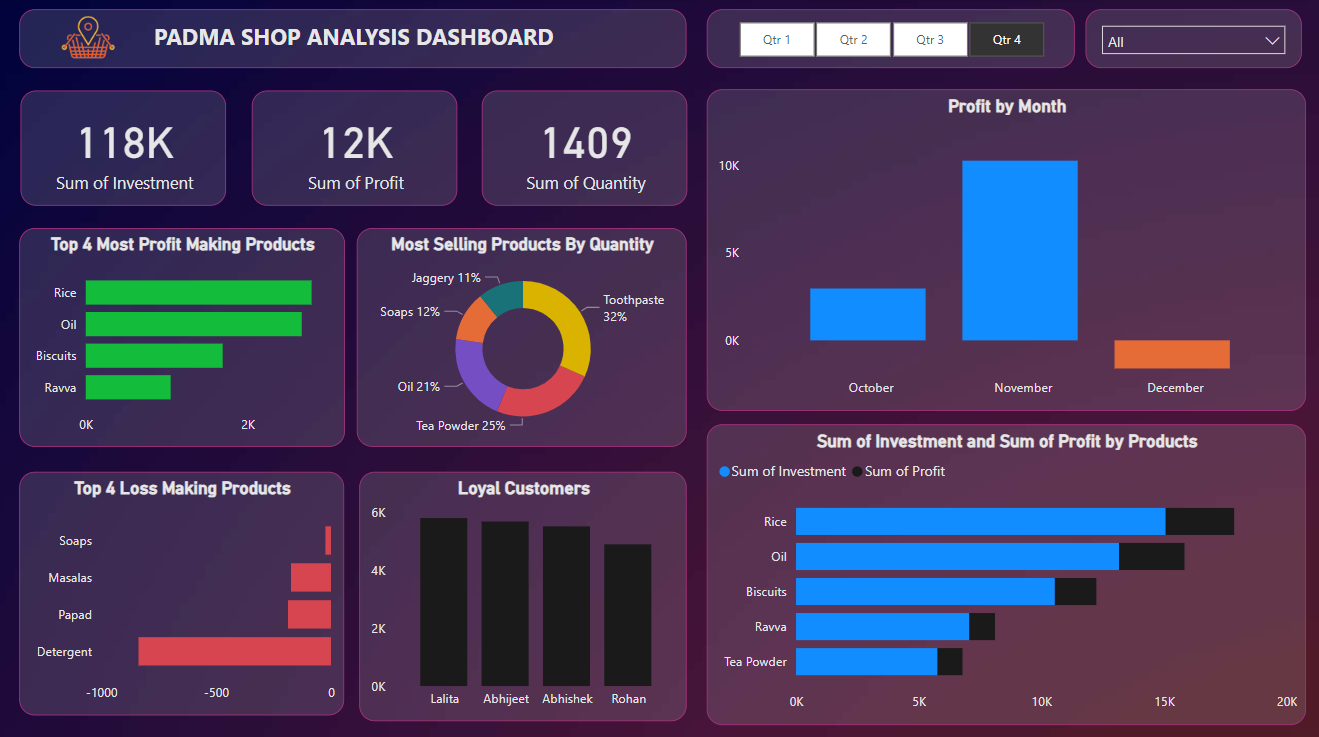 PADMA SHOP ANALYSIS DASHBOARD
Qtr 1
Qtr 2
Qtr 3
Qtr 4
All
118K
Sum of Investment
12K
Sum of Profit
1409
Sum of Quantity
Profit by Month
10K
5K
0K
October
November
December
Top 4 Most Profit Making Products
Rice
Oil
Biscuits
Ravva
0K
2K
Most Selling Products By Quantity
Jaggery 11%
Toothpaste
32%
Soaps 12%
Oil 21%
Tea Powder 25%
Top 4 Loss Making Products
Soaps
Masalas
Papad
Detergent
-1000
-500
0
Loyal Customers
6K
4K
2K
0K
Lalita
Abhijeet
Abhishek
Rohan
Sum of Investment and Sum of Profit by Products
Sum of Investment
Sum of Profit
Rice
Oil
Biscuits
Ravva
Tea Powder
0K
5K
10K
15K
20K